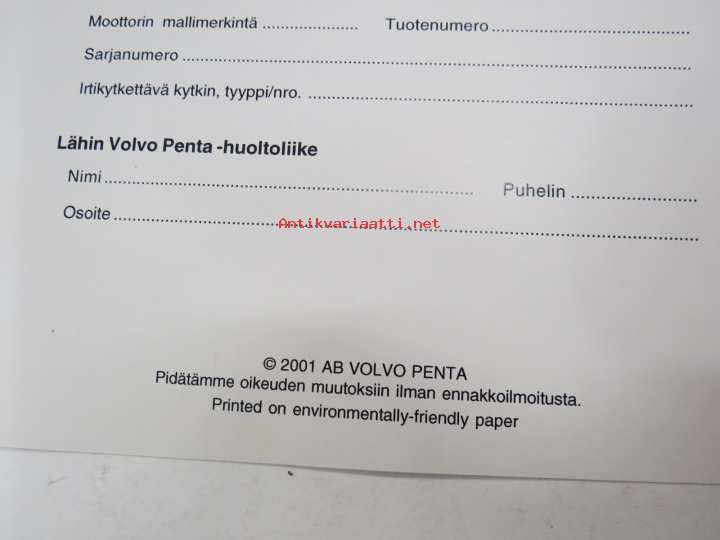 Moottorin mallimerkintä .................... Tuotenumero ..........................................
Sarjanumero ..........................................................................................................
Irtikytkettävä kytkin, tyyppi/nro. ................................................................................
Lähin Volvo Penta -huoltoliike
Nimi .............................................................................. Puhelin ...........................
Osoite .........................................................................................................................
Antikvariaatti.net
© 2001 AB VOLVO PENTA
Pidätämme oikeuden muutoksiin ilman ennakkoilmoitusta.
Printed on environmentally-friendly paper